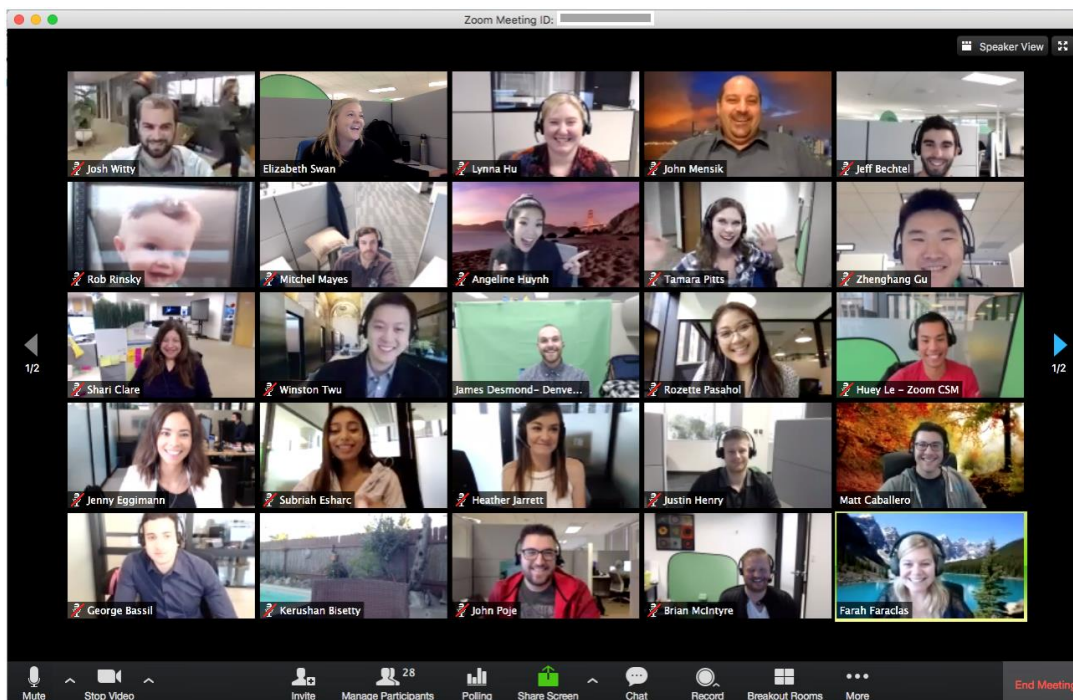 Zoom Meeting ID:
Speaker View
Josh Witty
Elizabeth Swan
Lynna Hu
John Mensik
Jeff Bechtel
Rob Rinsky
Mitchel Mayes
Angeline Huynh
Tamara Pitts
Zhenghang Gu
1/2
1/2
Shari Clare
Winston Twu
James Desmond- Denve...
Rozette Pasahol
Huey Le - Zoom CSM
Jenny Eggimann
Subriah Esharc
Heather Jarrett
Justin Henry
Matt Caballero
George Bassil
Kerushan Bisetty
John Poje
Brian McIntyre
Farah Faraclas
Mute
Stop Video
Invite
28
Manage Participants
Polling
Share Screen
Chat
Record
Breakout Rooms
More
End Meeting